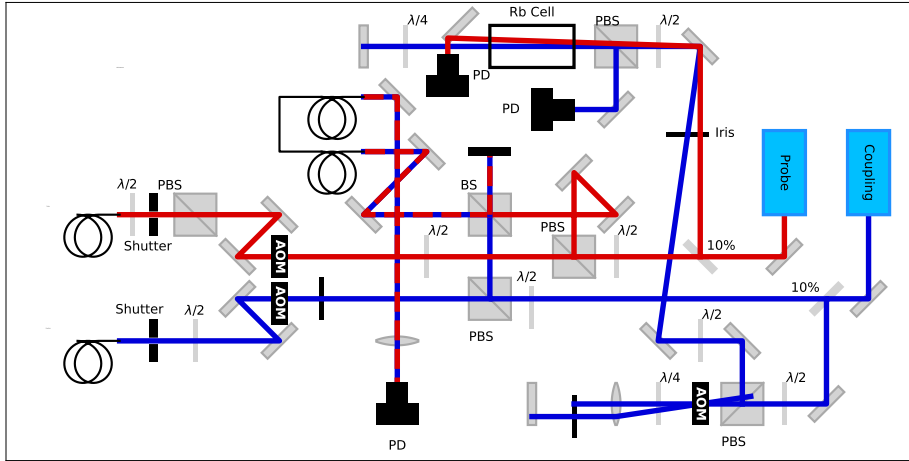 Rb Cell
λ/4
PBS
λ/2
PD
PD
Iris
Probe
Coupling
λ/2
PBS
BS
Shutter
AOM
λ/2
PBS
λ/2
10%
Shutter
λ/2
AOM
λ/2
PBS
10%
λ/2
PD
λ/4
AOM
PBS
λ/2